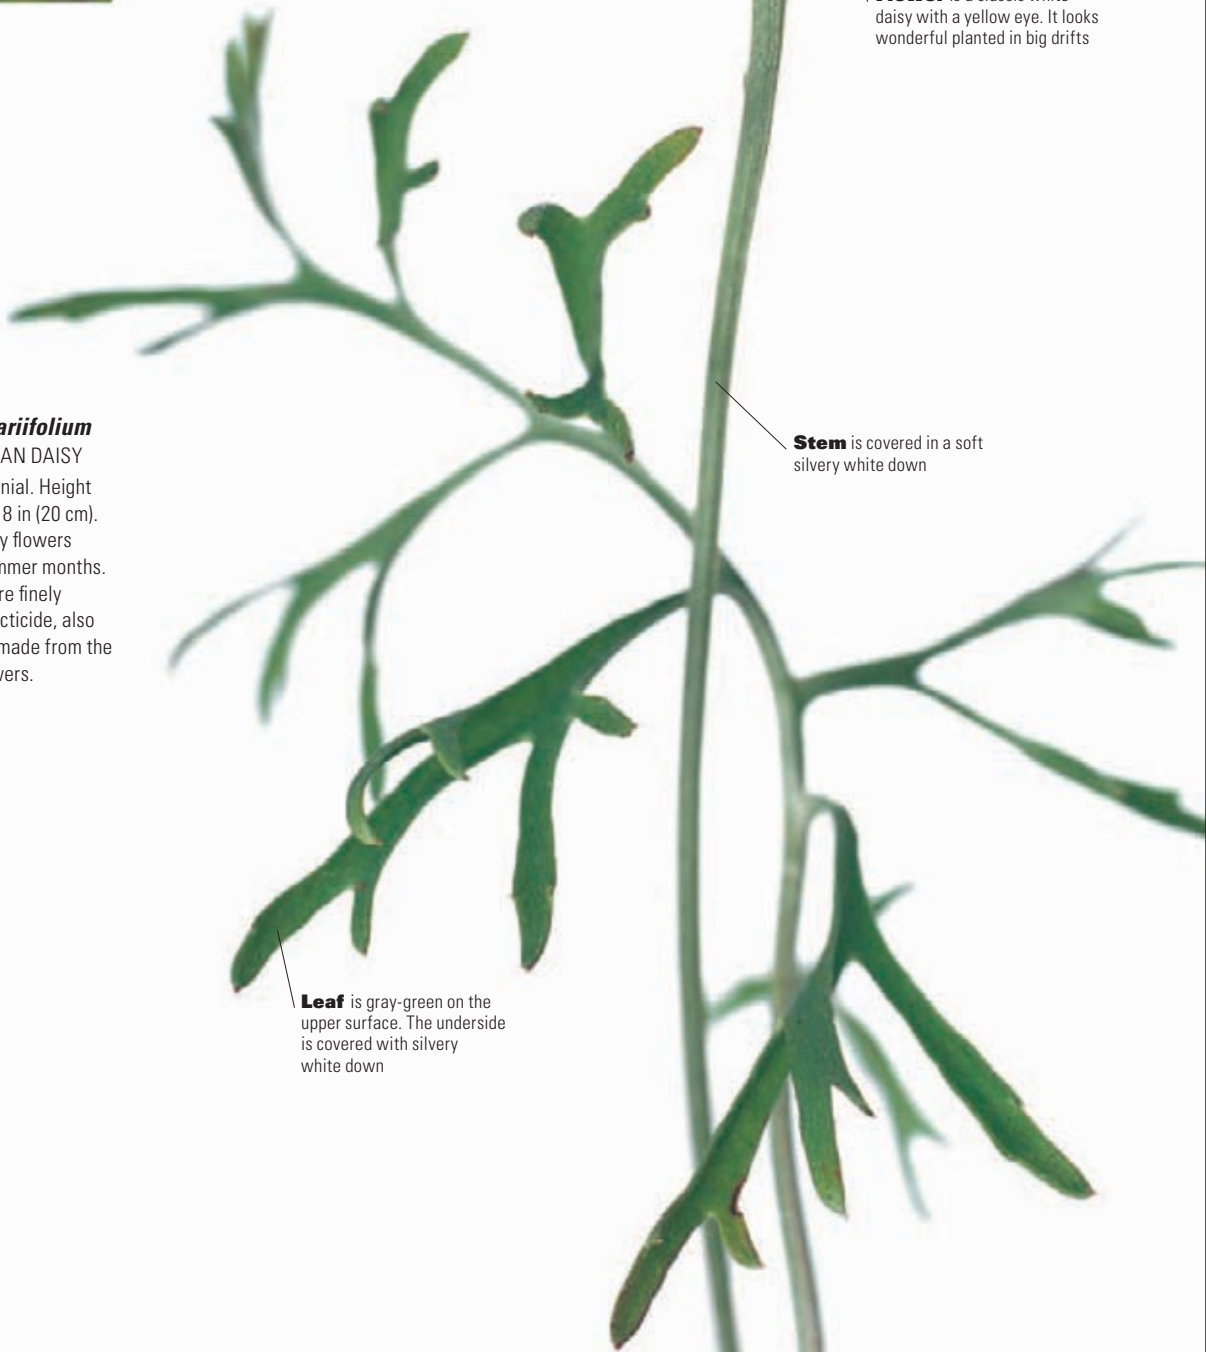 daisy with a yellow eye. It looks
wonderful planted in big drifts
ariifolium
AN DAISY
nial. Height
8 in (20 cm).
y flowers
mmer months.
re finely
cticide, also
made from the
vers.
Stem is covered in a soft
silvery white down
Leaf is gray-green on the
upper surface. The underside
is covered with silvery
white down